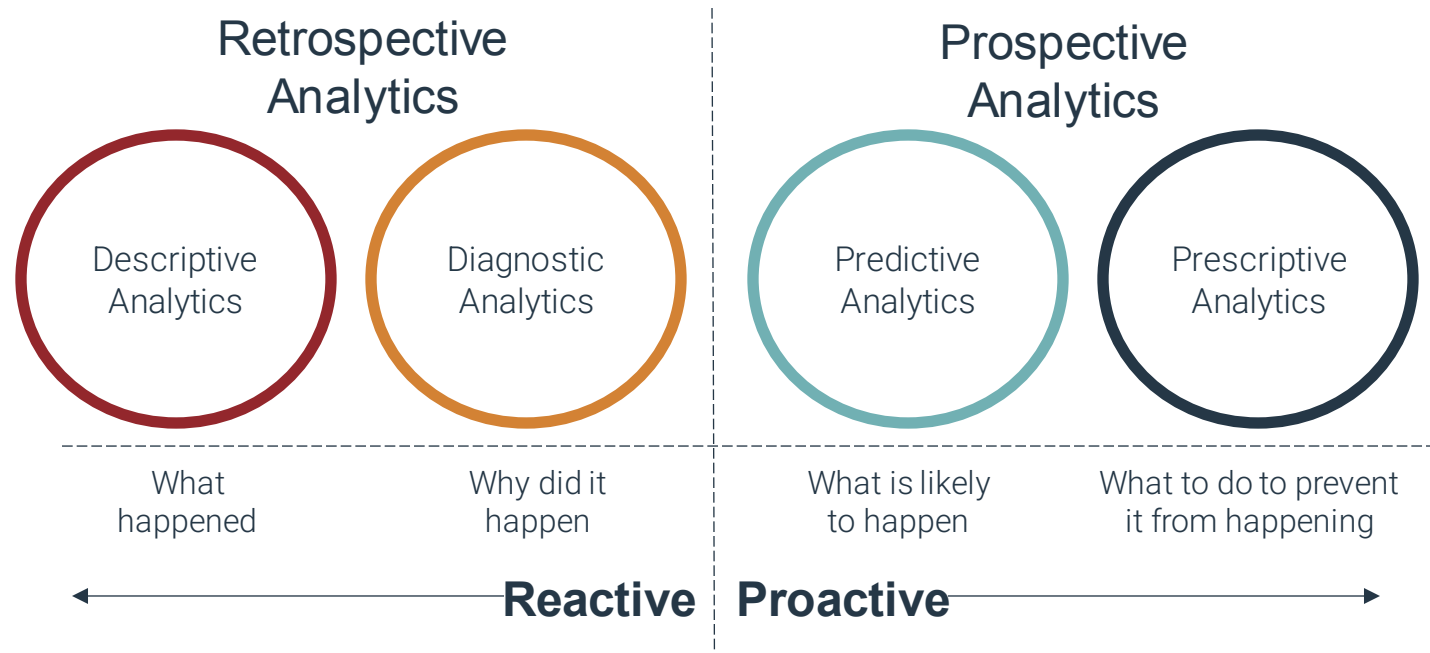 Retrospective
Analytics
Prospective
Analytics
Descriptive
Analytics
Diagnostic
Analytics
Predictive
Analytics
Prescriptive
Analytics
What
happened
Why did it
happen
What is likely
to happen
What to do to prevent
it from happening
Reactive
Proactive